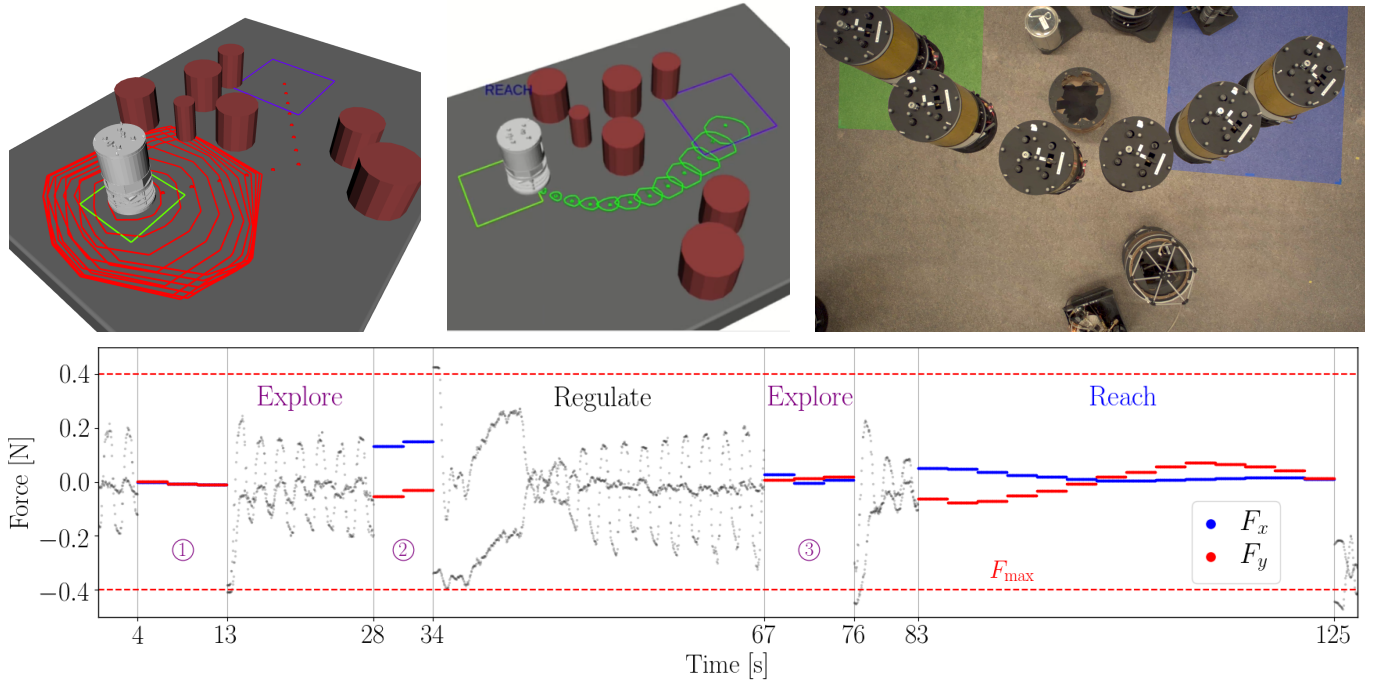 REACH
Explore
Regulate
Explore
Reach
Force [N]
0.4
0.2
0.0
−0.2
−0.4
1
2
3
F_max
F_x
F_y
4 13 28 34 67 76 83 125
Time [s]